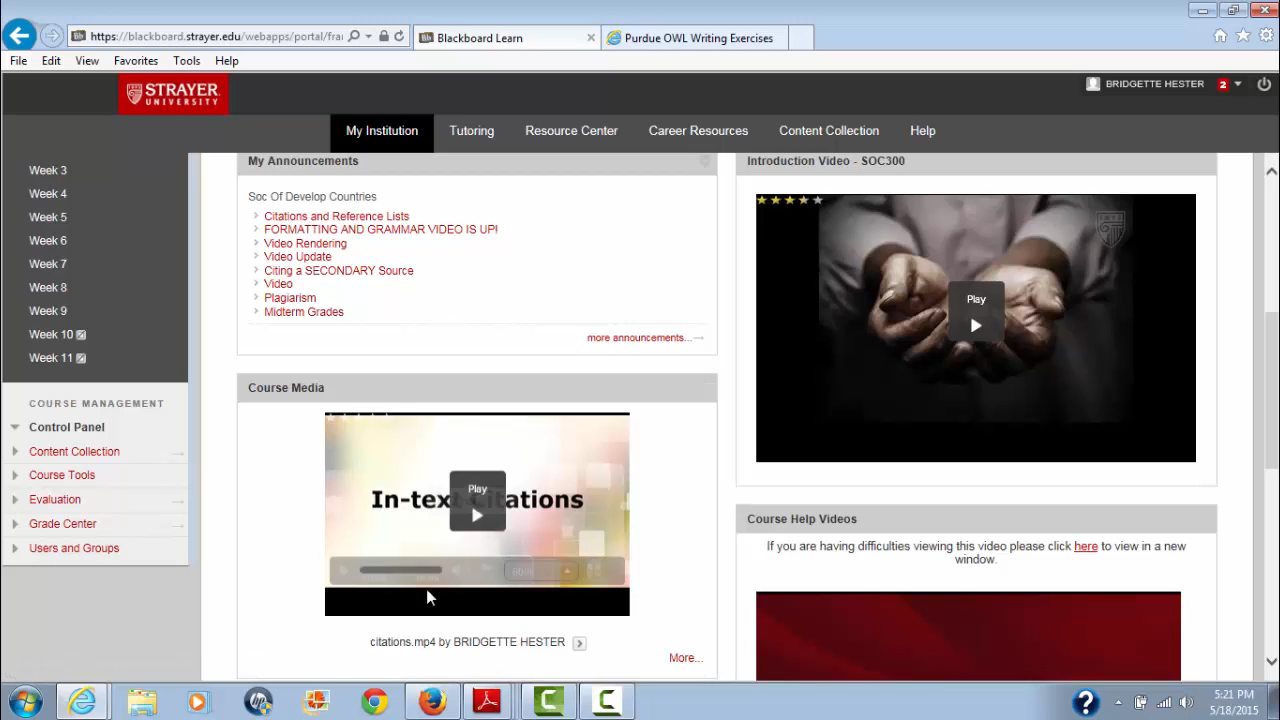 https://blackboard.strayer.edu/webapps/portal/fra
Blackboard Learn
Purdue OWL Writing Exercises
File Edit View Favorites Tools Help
STRAYER
UNIVERSITY
BRIDGETTE HESTER 2
My Institution Tutoring Resource Center Career Resources Content Collection Help
Week 3
Week 4
Week 5
Week 6
Week 7
Week 8
Week 9
Week 10
Week 11
COURSE MANAGEMENT
Control Panel
Content Collection
Course Tools
Evaluation
Grade Center
Users and Groups
My Announcements
Soc Of Develop Countries
Citations and Reference Lists
FORMATTING AND GRAMMAR VIDEO IS UP!
Video Rendering
Video Update
Citing a SECONDARY Source
Video
Plagiarism
Midterm Grades
more announcements...
Course Media
In-text Citations
Play
citations.mp4 by BRIDGETTE HESTER
More...
Introduction Video - SOC300
Play
Course Help Videos
If you are having difficulties viewing this video please click here to view in a new
window.
5:21 PM
5/18/2015